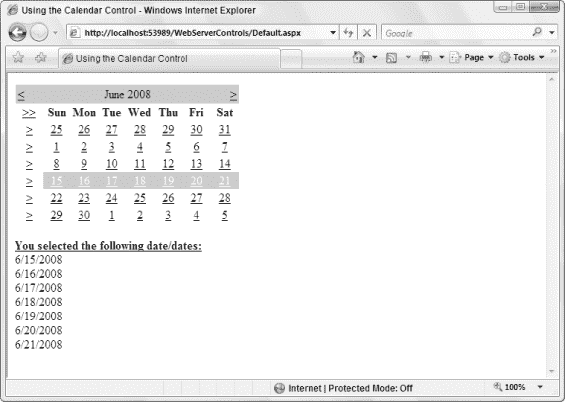 Using the Calendar Control - Windows Internet Explorer
http://localhost:53989/WebServerControls/Default.aspx
Google
Using the Calendar Control
Page
Tools
< June 2008 >
>> Sun Mon Tue Wed Thu Fri Sat
> 25 26 27 28 29 30 31
> 1 2 3 4 5 6 7
> 8 9 10 11 12 13 14
> 15 16 17 18 19 20 21
> 22 23 24 25 26 27 28
> 29 30 1 2 3 4 5
You selected the following date/dates:
6/15/2008
6/16/2008
6/17/2008
6/18/2008
6/19/2008
6/20/2008
6/21/2008
Internet | Protected Mode: Off
100%